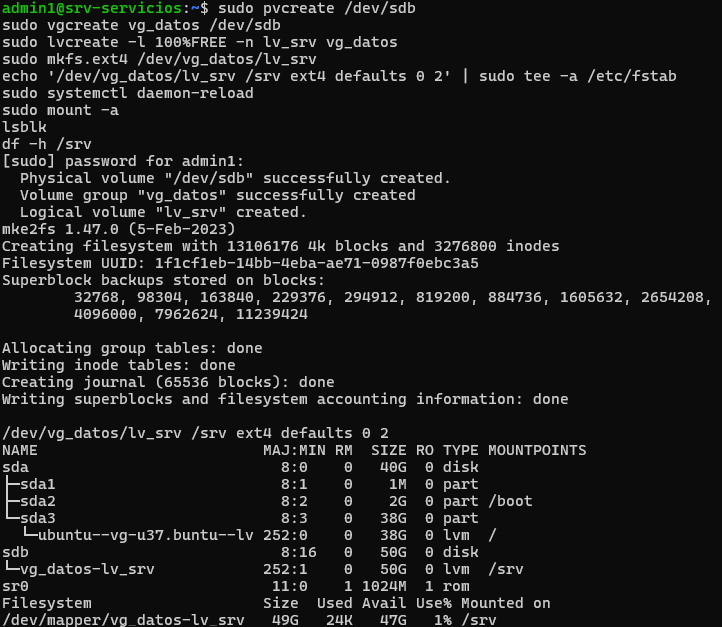 admin1@srv-servicios:~$ sudo pvcreate /dev/sdb
sudo vgcreate vg_datos /dev/sdb
sudo lvcreate -l 100%FREE -n lv_srv vg_datos
sudo mkfs.ext4 /dev/vg_datos/lv_srv
echo '/dev/vg_datos/lv_srv /srv ext4 defaults 0 2' | sudo tee -a /etc/fstab
sudo systemctl daemon-reload
sudo mount -a
lsblk
df -h /srv
[sudo] password for admin1:
  Physical volume "/dev/sdb" successfully created.
  Volume group "vg_datos" successfully created
  Logical volume "lv_srv" created.
mke2fs 1.47.0 (5-Feb-2023)
Creating filesystem with 13106176 4k blocks and 3276800 inodes
Filesystem UUID: 1f1cf1eb-14bb-4eba-ae71-0987f0ebc3a5
Superblock backups stored on blocks:
        32768, 98304, 163840, 229376, 294912, 819200, 884736, 1605632, 2654208,
        4096000, 7962624, 11239424

Allocating group tables: done
Writing inode tables: done
Creating journal (65536 blocks): done
Writing superblocks and filesystem accounting information: done

/dev/vg_datos/lv_srv /srv ext4 defaults 0 2
NAME                         MAJ:MIN RM  SIZE RO TYPE MOUNTPOINTS
sda                            8:0    0   40G  0 disk
├─sda1                         8:1    0    1M  0 part
├─sda2                         8:2    0    2G  0 part /boot
└─sda3                         8:3    0   38G  0 part
  └─ubuntu--vg-u37.buntu--lv 252:0    0   38G  0 lvm  /
sdb                            8:16   0   50G  0 disk
└─vg_datos-lv_srv            252:1    0   50G  0 lvm  /srv
sr0                           11:0    1 1024M  1 rom
Filesystem                   Size  Used Avail Use% Mounted on
/dev/mapper/vg_datos-lv_srv   49G   24K   47G   1% /srv